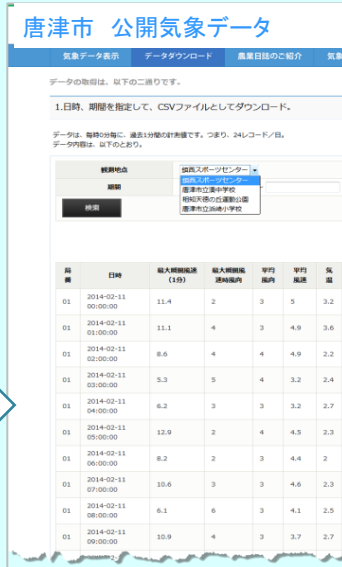 唐津市 公開気象データ
気象データ表示 データダウンロード 農業日誌のご紹介 気象
データの取得は、以下の二通りです。
1.日時、期間を指定して、CSVファイルとしてダウンロード。
データは、毎時0分毎に、過去1分間の計測値です。つまり、24レコード/日。
データ内容は、以下のとおり。
観測地点 鎮西スポーツセンター
鎮西スポーツセンター
期間
唐津市立湊中学校
相知天徳の丘運動公園
検索
唐津市立浜崎小学校
局番 日時 最大瞬間風速(1分) 最大瞬間風速時風向 平均風向 平均風速 気温
01 2014-02-11 00:00:00 11.4 2 3 5 3.2
01 2014-02-11 01:00:00 11.1 4 3 4.9 3.6
01 2014-02-11 02:00:00 8.6 4 4 4.9 2.2
01 2014-02-11 03:00:00 5.3 5 4 3.2 2.4
01 2014-02-11 04:00:00 6.2 3 3 3.2 2.7
01 2014-02-11 05:00:00 12.9 2 4 4.5 2.3
01 2014-02-11 06:00:00 8.2 2 3 4.4 2
01 2014-02-11 07:00:00 10.6 3 3 4.6 2.3
01 2014-02-11 08:00:00 6.1 6 3 4.1 2.5
01 2014-02-11 09:00:00 10.9 4 3 3.7 2.7